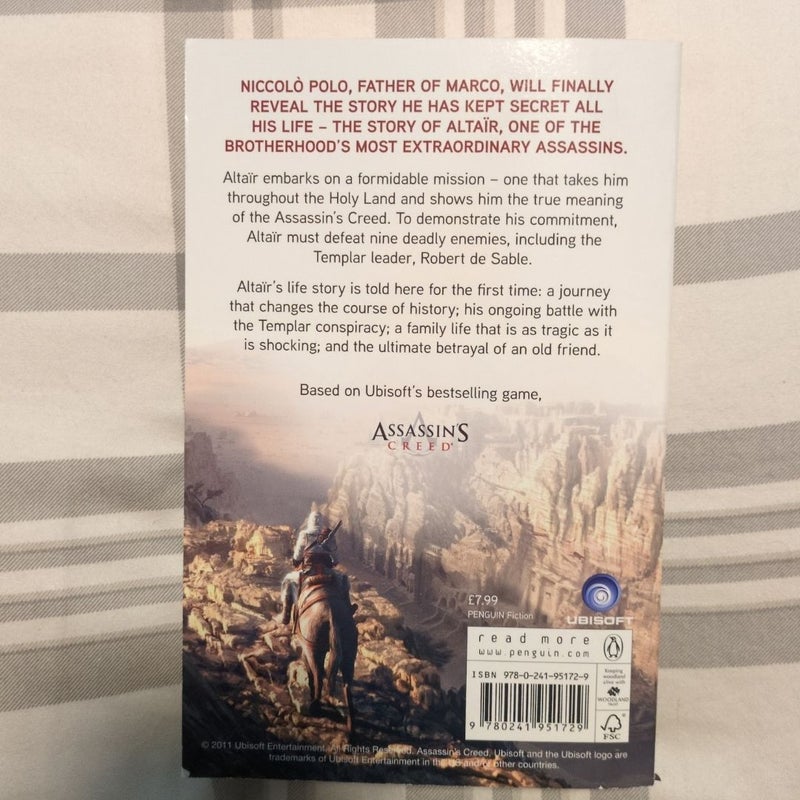 NICCOLÒ POLO, FATHER OF MARCO, WILL FINALLY
REVEAL THE STORY HE HAS KEPT SECRET ALL
HIS LIFE – THE STORY OF ALTAÏR, ONE OF THE
BROTHERHOOD'S MOST EXTRAORDINARY ASSASSINS.
Altaïr embarks on a formidable mission – one that takes him
throughout the Holy Land and shows him the true meaning
of the Assassin's Creed. To demonstrate his commitment,
Altaïr must defeat nine deadly enemies, including the
Templar leader, Robert de Sable.
Altaïr's life story is told here for the first time: a journey
that changes the course of history; his ongoing battle with
the Templar conspiracy; a family life that is as tragic as it
is shocking; and the ultimate betrayal of an old friend.
Based on Ubisoft's bestselling game,
ASSASSIN'S
CREED®
£7.99
PENGUIN Fiction
UBISOFT
read more
www.penguin.com
ISBN 978-0-241-95172-9
9 780241 951729
Keeping
woodland
alive with
WOODLAND
TRUST
FSC
© 2011 Ubisoft Entertainment. All Rights Reserved. Assassin's Creed, Ubisoft and the Ubisoft logo are
trademarks of Ubisoft Entertainment in the US and/or other countries.